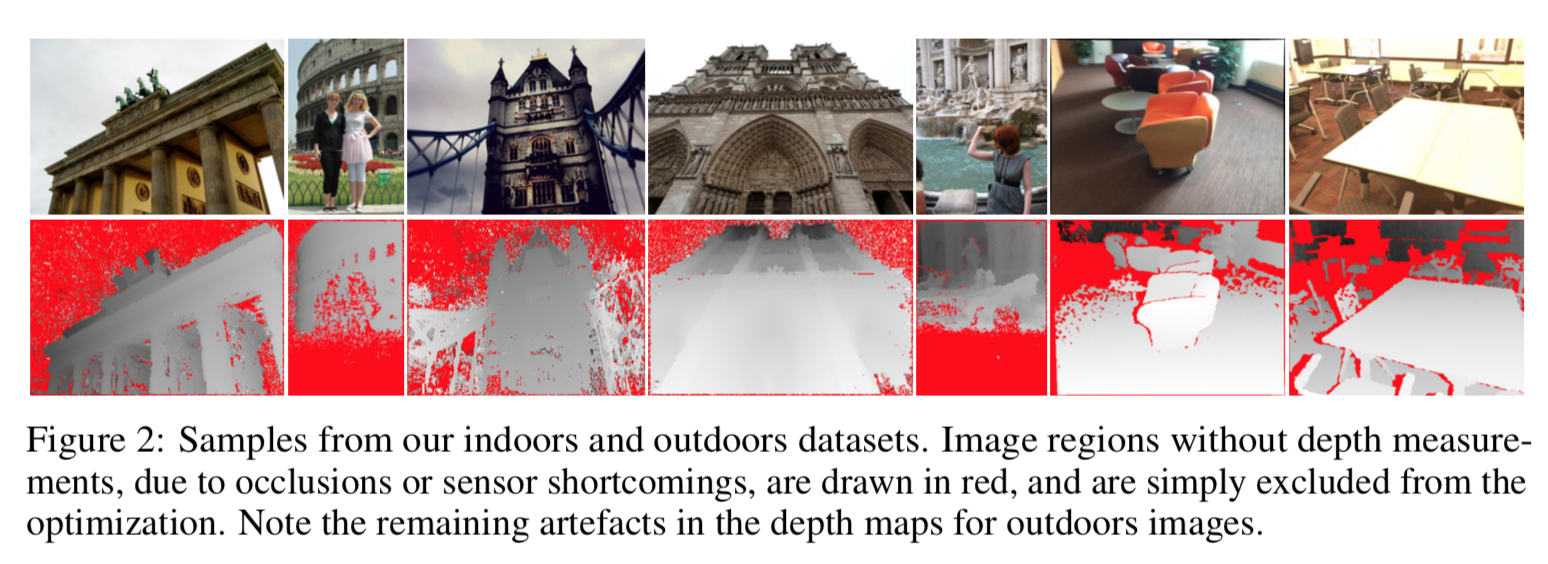 Figure 2: Samples from our indoors and outdoors datasets. Image regions without depth measure-
ments, due to occlusions or sensor shortcomings, are drawn in red, and are simply excluded from the
optimization. Note the remaining artefacts in the depth maps for outdoors images.